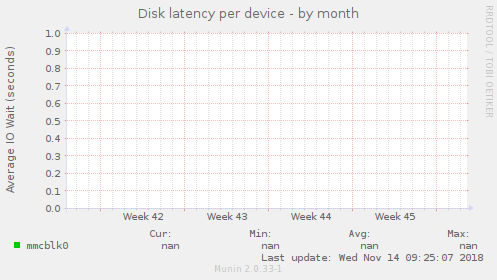 Disk latency per device - by month
RRDTOOL / TOBI OETIKER
Average IO Wait (seconds)
1.0
0.9
0.8
0.7
0.6
0.5
0.4
0.3
0.2
0.1
0.0
Week 42 Week 43 Week 44 Week 45
Cur: Min: Avg: Max:
mmcblk0 nan nan nan nan
Last update: Wed Nov 14 09:25:07 2018
Munin 2.0.33-1